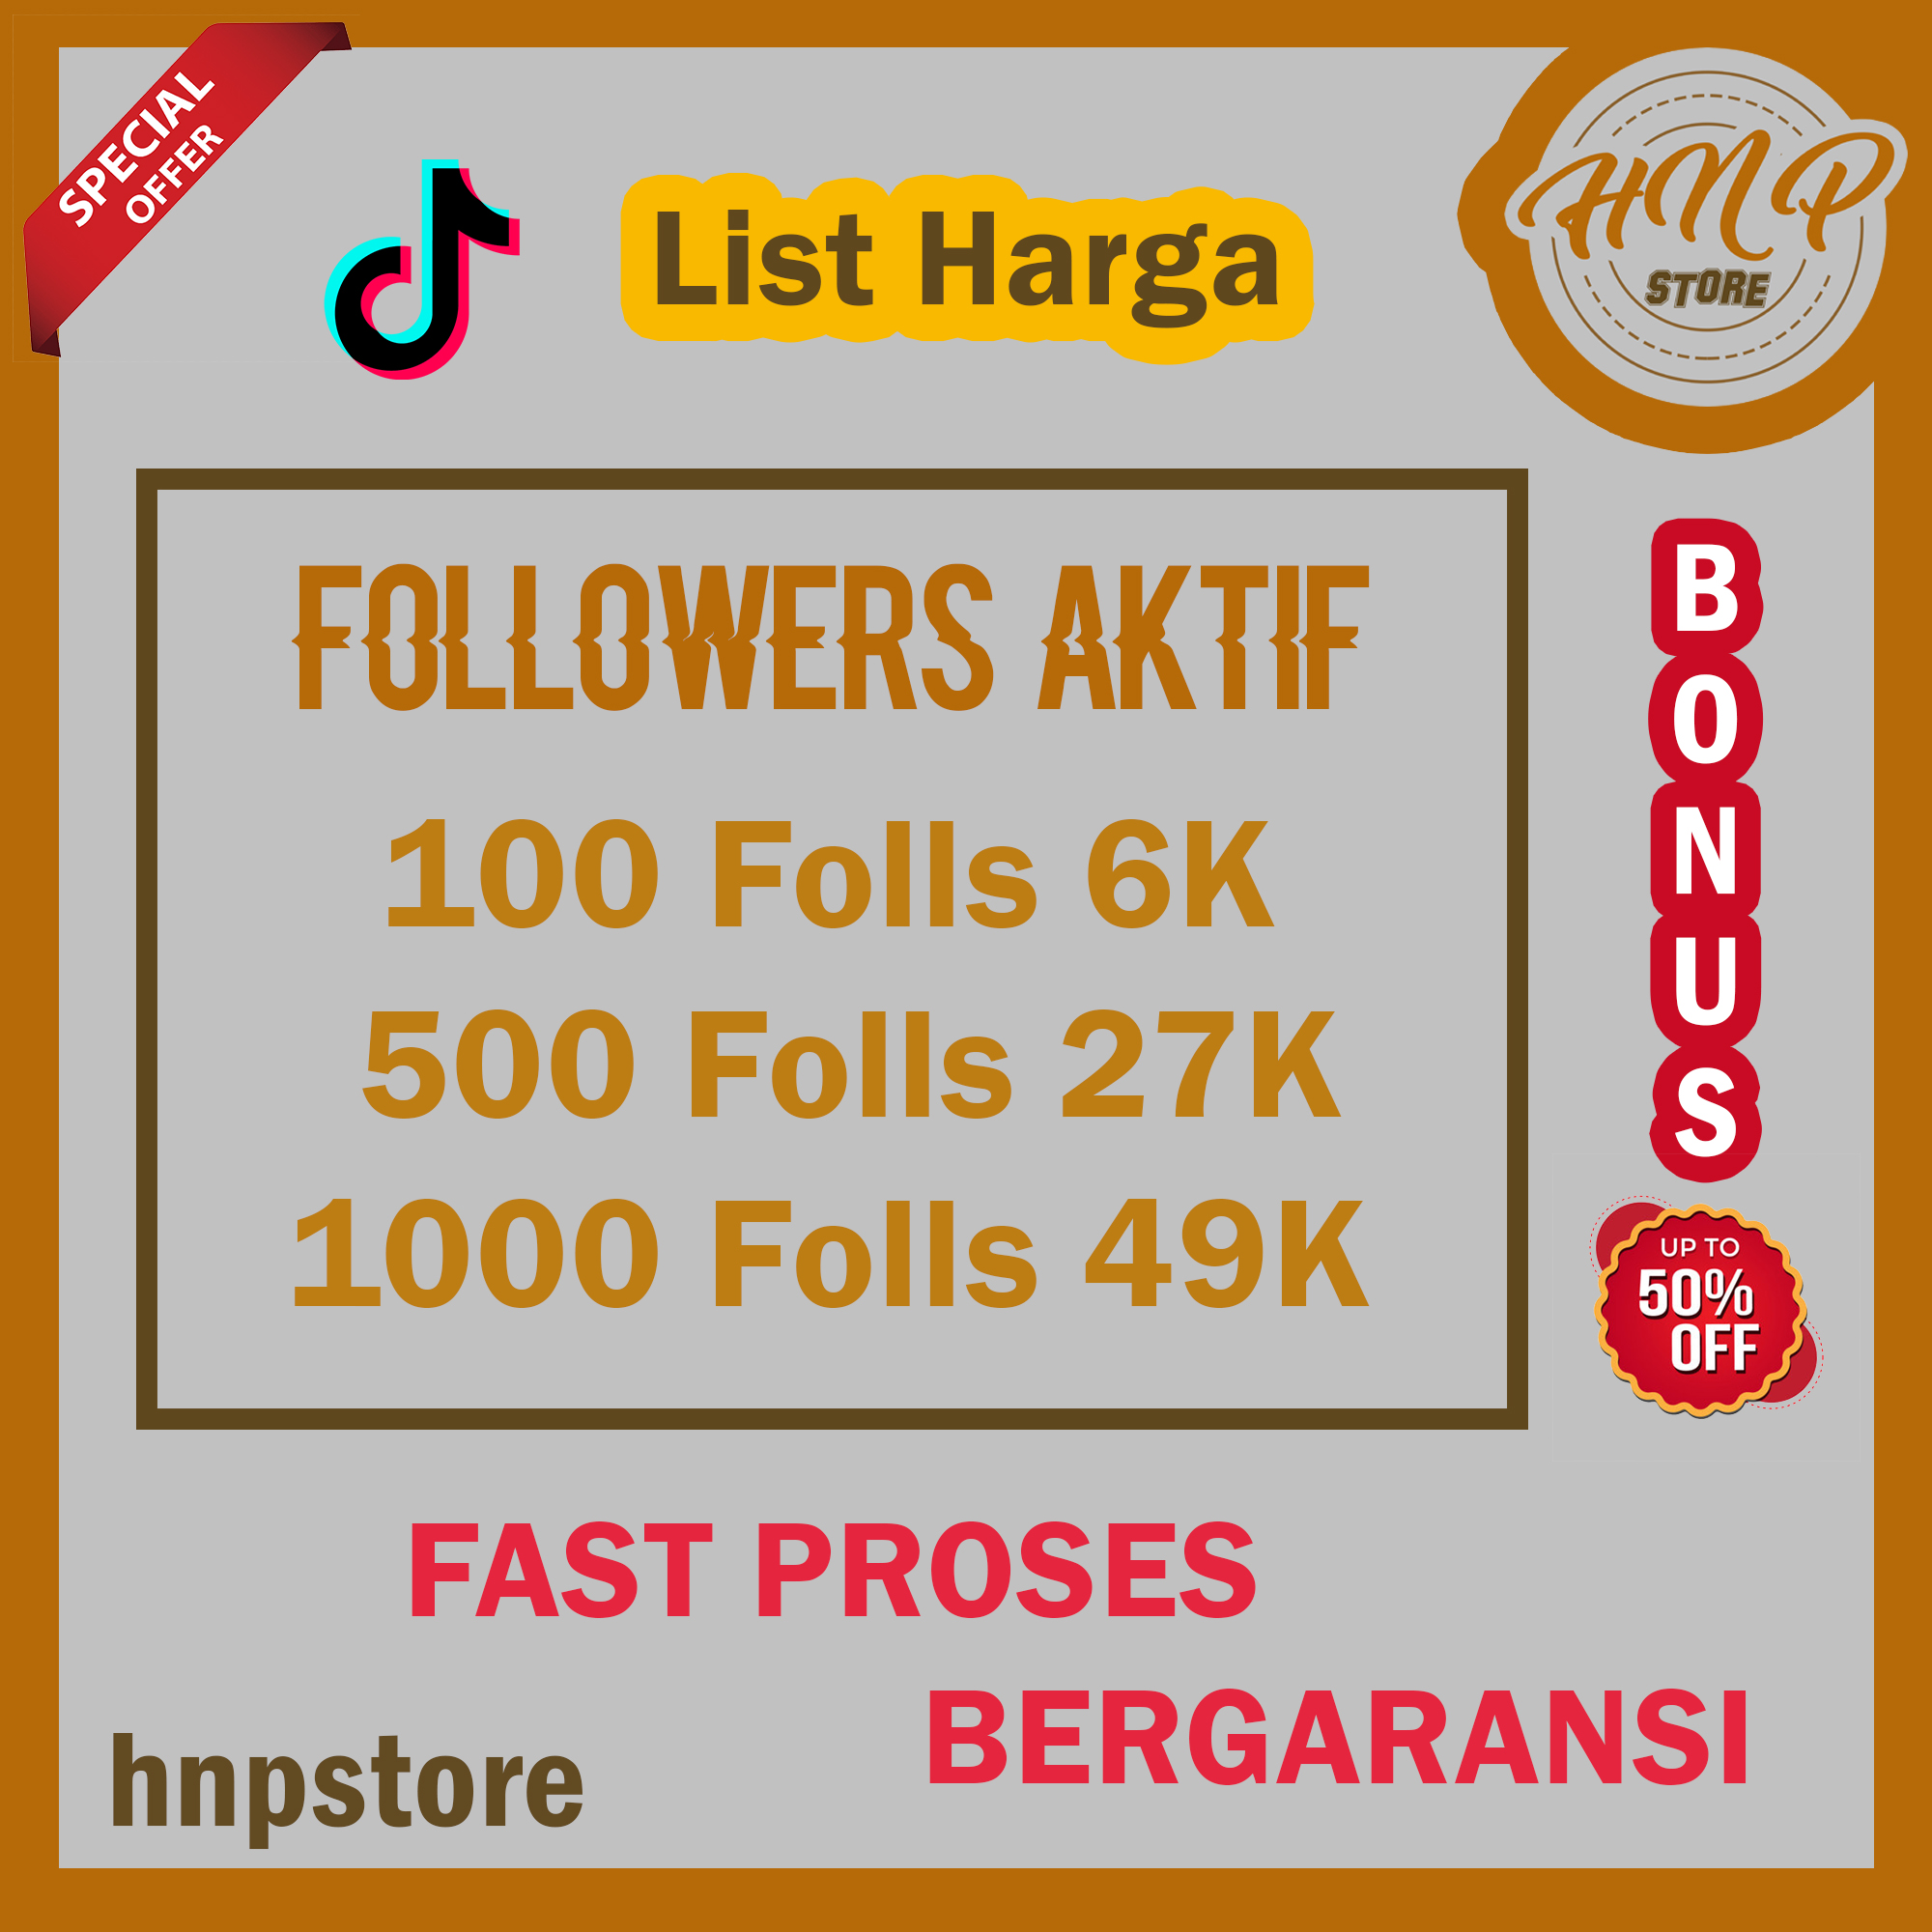 SPECIAL
OFFER
List Harga
HNP
STORE
FOLLOWERS AKTIF
100 Folls 6K
500 Folls 27K
1000 Folls 49K
BONUS
UP TO
50%
OFF
FAST PROSES
BERGARANSI
hnpstore